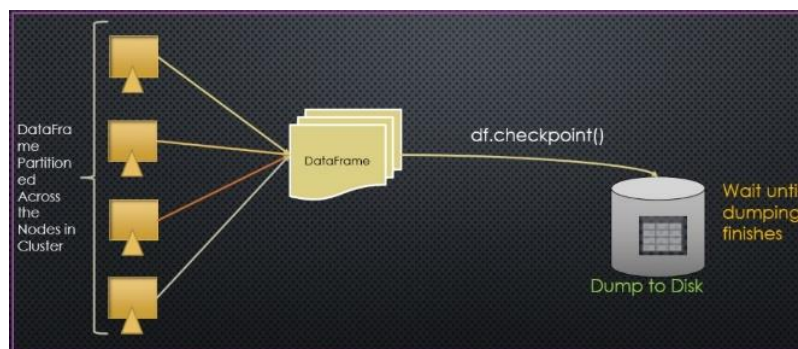 DataFra
me
Partition
ed
Across
the
Nodes in
Cluster
DataFrame
df.checkpoint()
Wait unti
dumping
finishes
Dump to Disk